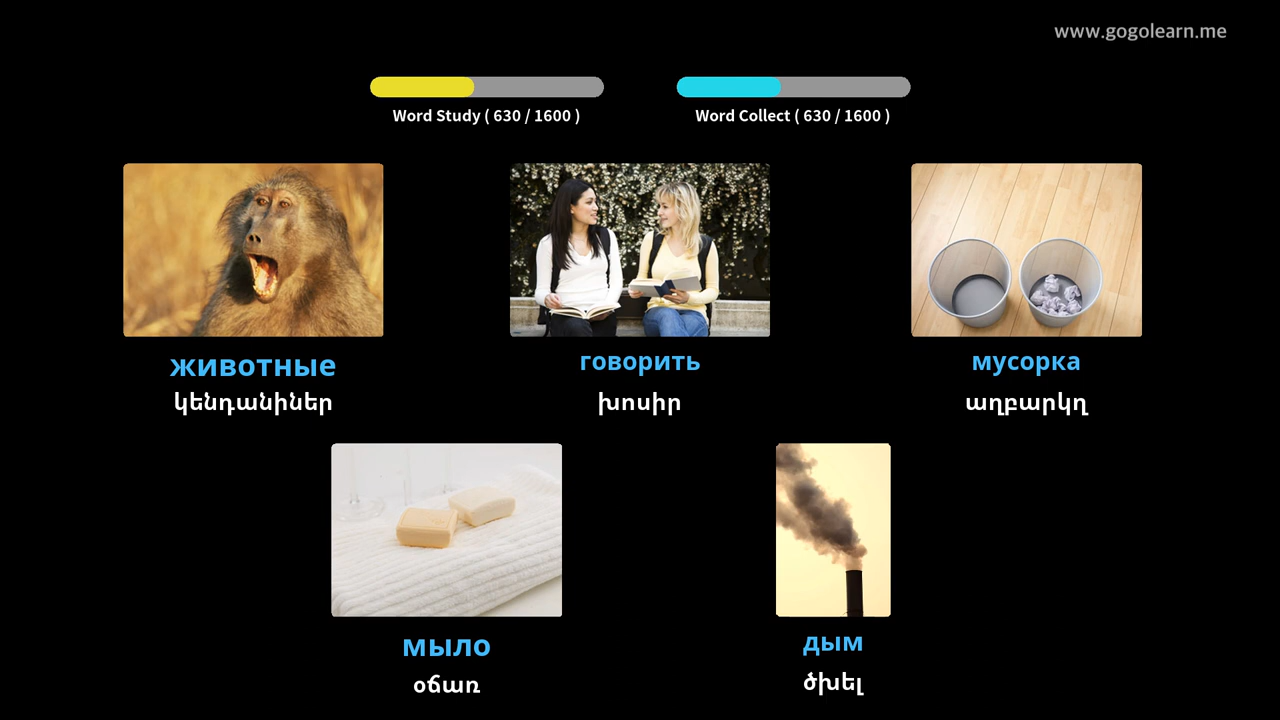 www.gogolearn.me
Word Study ( 630 / 1600 )
Word Collect ( 630 / 1600 )
животные
կենդանիներ
говорить
խոսիր
мусорка
աղբարկղ
мыло
օճառ
дым
ծխել